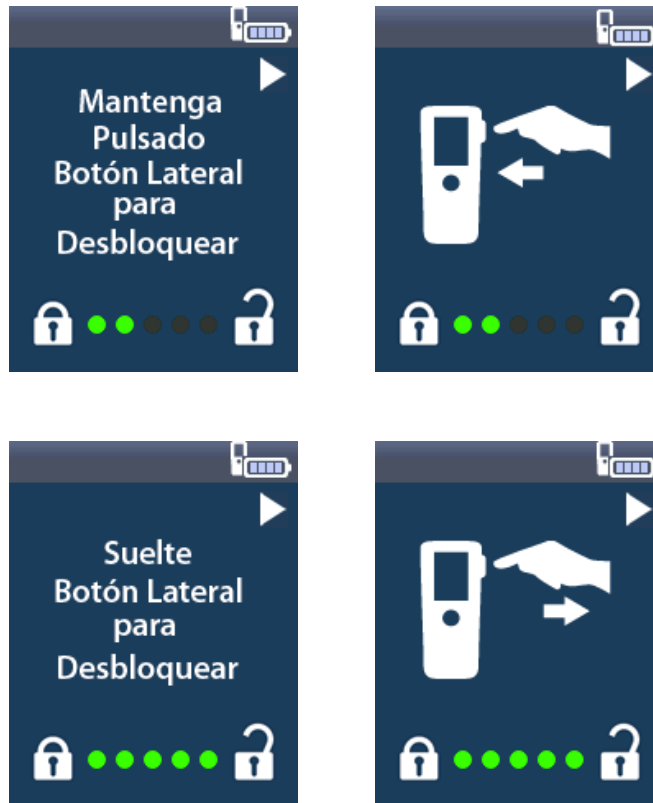 Mantenga
Pulsado
Botón Lateral
para
Desbloquear
Suelte
Botón Lateral
para
Desbloquear